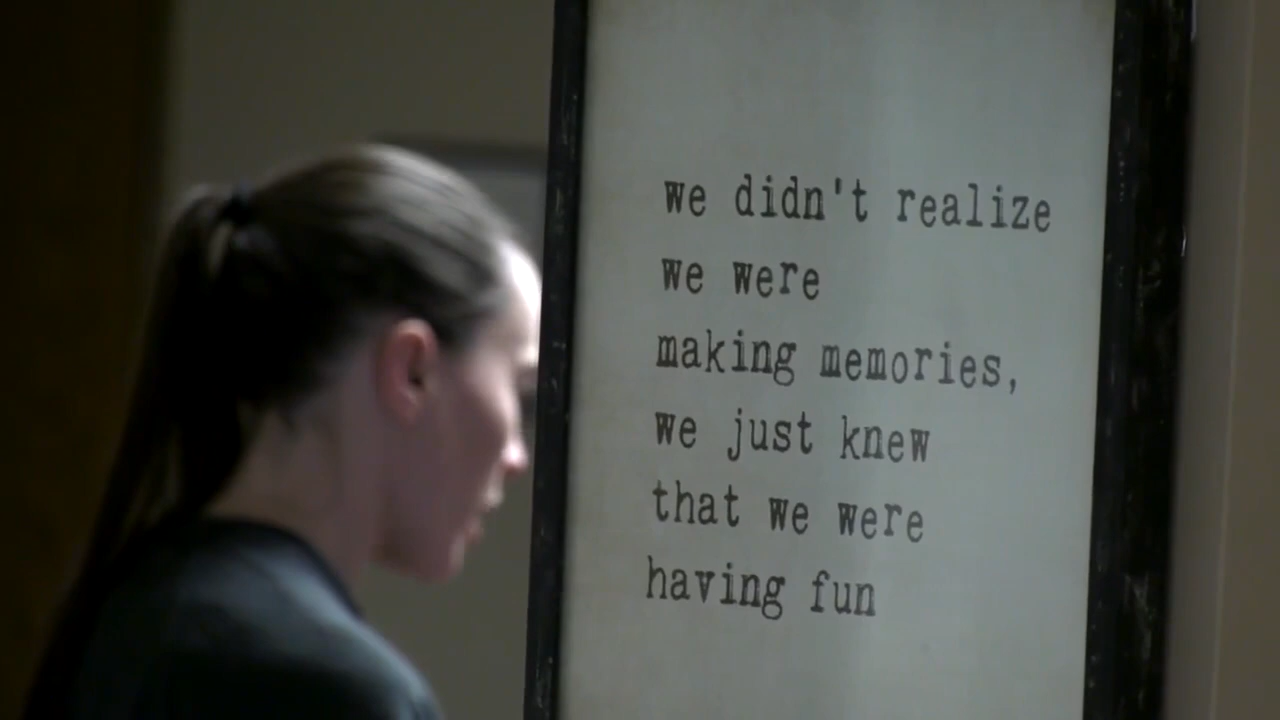 we didn't realize
we were
making memories,
we just knew
that we were
having fun